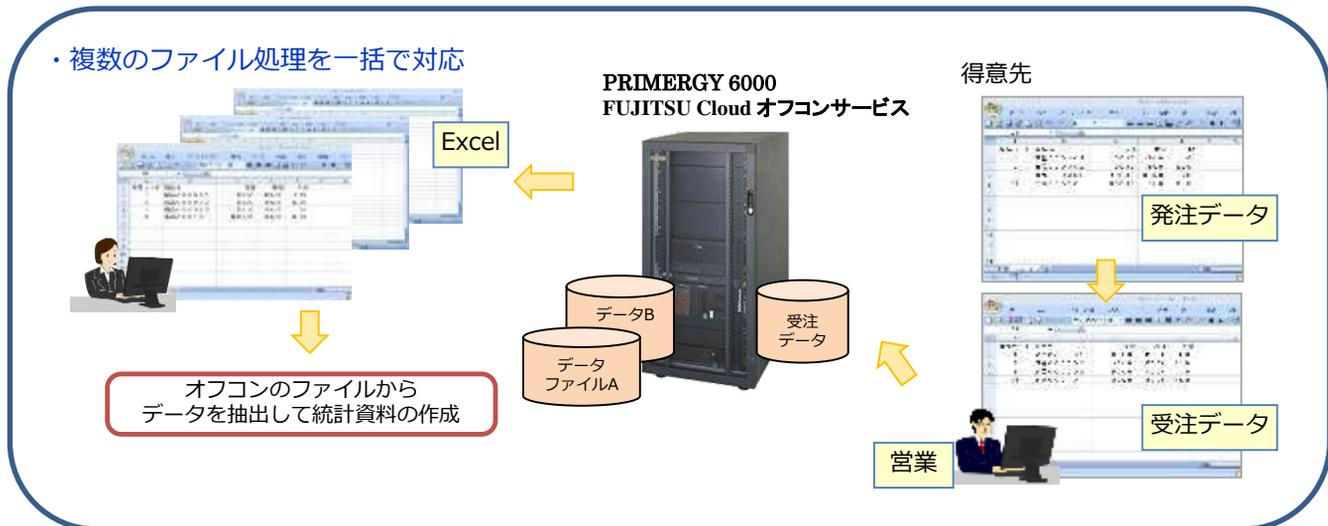 ・複数のファイル処理を一括で対応
Excel
オフコンのファイルから
データを抽出して統計資料の作成
PRIMERGY 6000
FUJITSU Cloud オフコンサービス
データB
データ
ファイルA
受注
データ
得意先
発注データ
受注データ
営業